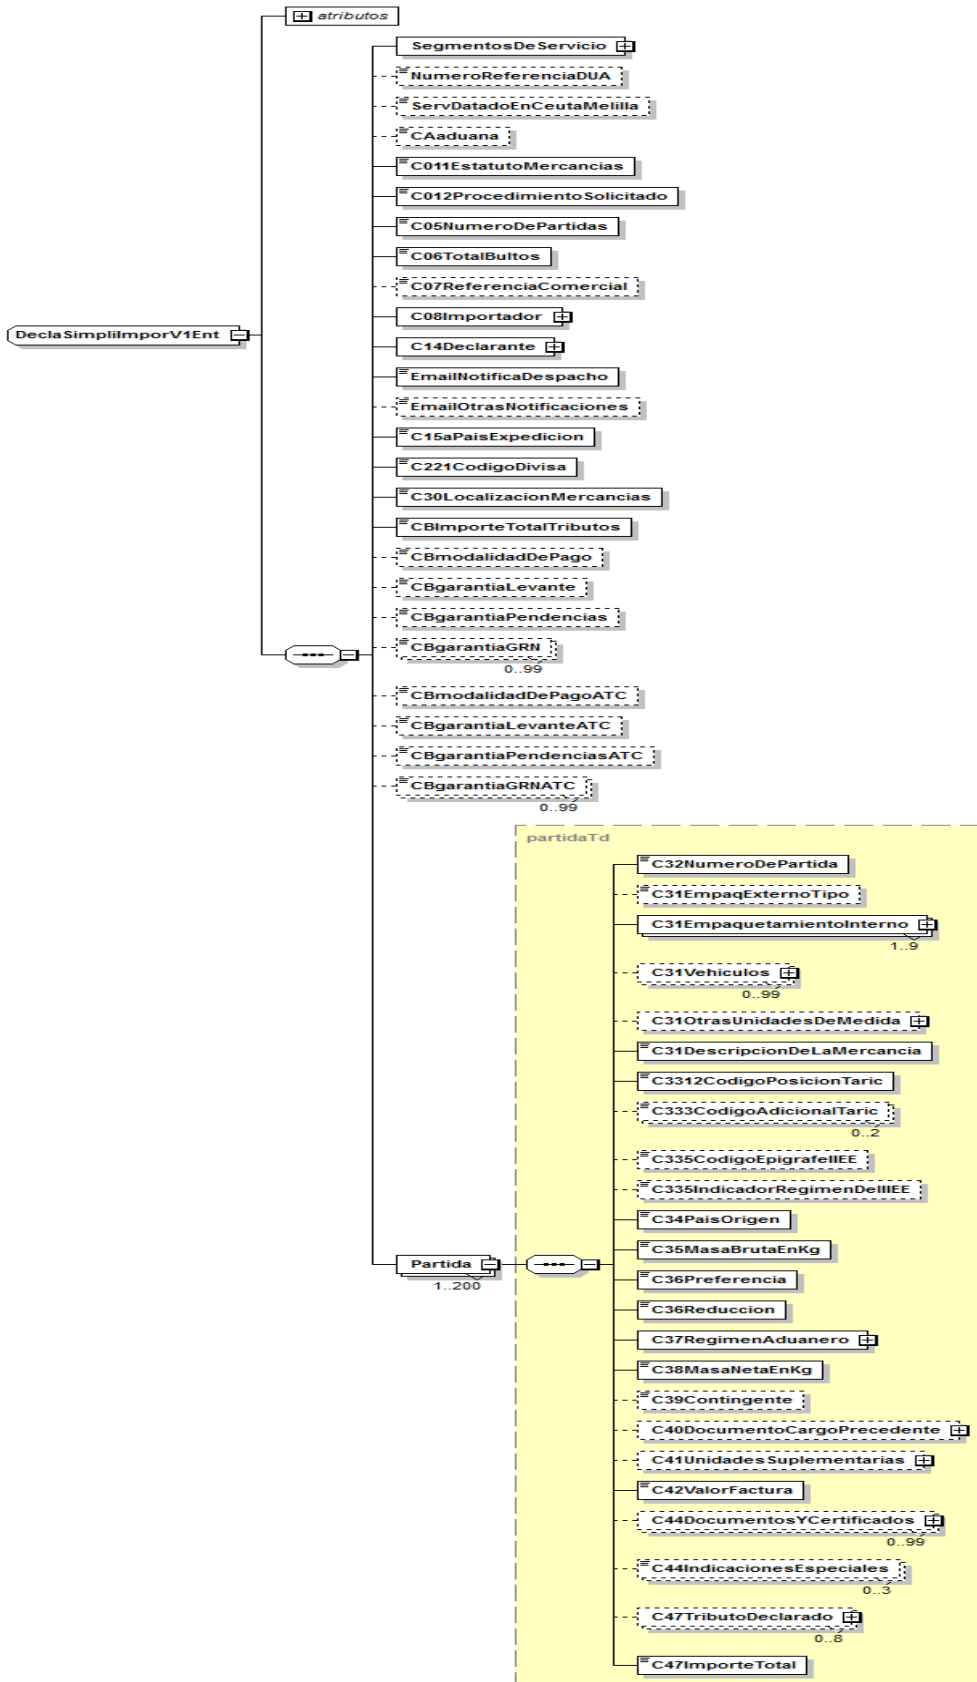 atributos
SegmentosDeServicio
NumeroReferenciaDUA
ServDatadoEnCeutaMelilla
CAaduana
C011EstatutoMercancias
C012ProcedimientoSolicitado
C05NumeroDePartidas
C06TotalBultos
C07ReferenciaComercial
C08Importador
DeclaSimpliImporV1Ent
C14Declarante
EmailNotificaDespacho
EmailOtrasNotificaciones
C15aPaisExpedicion
C221CodigoDivisa
C30LocalizacionMercancias
CBImporteTotalTributos
CBmodalidadDePago
CBgarantiaLevante
CBgarantiaPendencias
CBgarantiaGRN
0..99
CBmodalidadDePagoATC
CBgarantiaLevanteATC
CBgarantiaPendenciasATC
CBgarantiaGRNATC
0..99
partidaTd
C32NumeroDePartida
C31EmpaqExternoTipo
C31EmpaquetamientoInterno
1..9
C31Vehiculos
0..99
C31OtrasUnidadesDeMedida
C31DescripcionDeLaMercancia
C3312CodigoPosicionTaric
C333CodigoAdicionalTaric
0..2
C335CodigoEpigrafeIIEE
C335IndicadorRegimenDeIIIEE
C34PaisOrigen
C35MasaBrutaEnKg
Partida
1..200
C36Preferencia
C36Reduccion
C37RegimenAduanero
C38MasaNetaEnKg
C39Contingente
C40DocumentoCargoPrecedente
C41UnidadesSuplementarias
C42ValorFactura
C44DocumentosYCertificados
0..99
C44IndicacionesEspeciales
0..3
C47TributoDeclarado
0..8
C47ImporteTotal